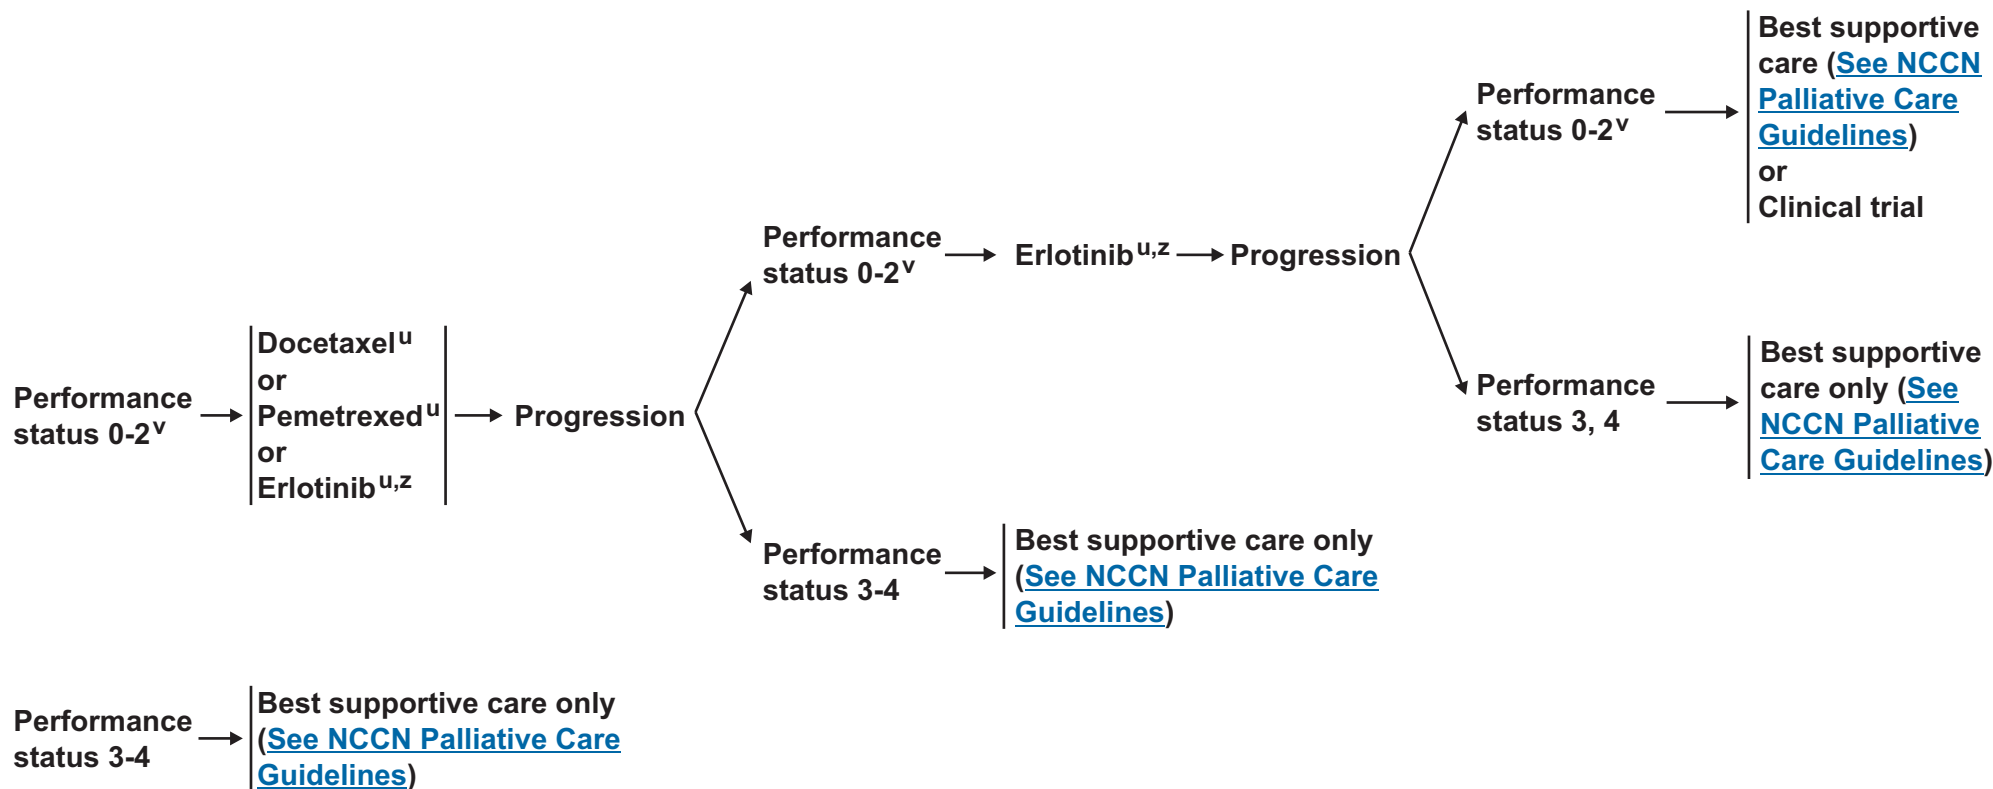 Performance
status 0-2ᵛ
Docetaxelᵘ
or
Pemetrexedᵘ
or
Erlotinibᵘ,ᶻ
Progression
Performance
status 0-2ᵛ
Erlotinibᵘ,ᶻ
Progression
Performance
status 0-2ᵛ
Best supportive
care (See NCCN
Palliative Care
Guidelines)
or
Clinical trial
Performance
status 3, 4
Best supportive
care only (See
NCCN Palliative
Care Guidelines)
Performance
status 3-4
Best supportive care only
(See NCCN Palliative Care
Guidelines)
Performance
status 3-4
Best supportive care only
(See NCCN Palliative Care
Guidelines)